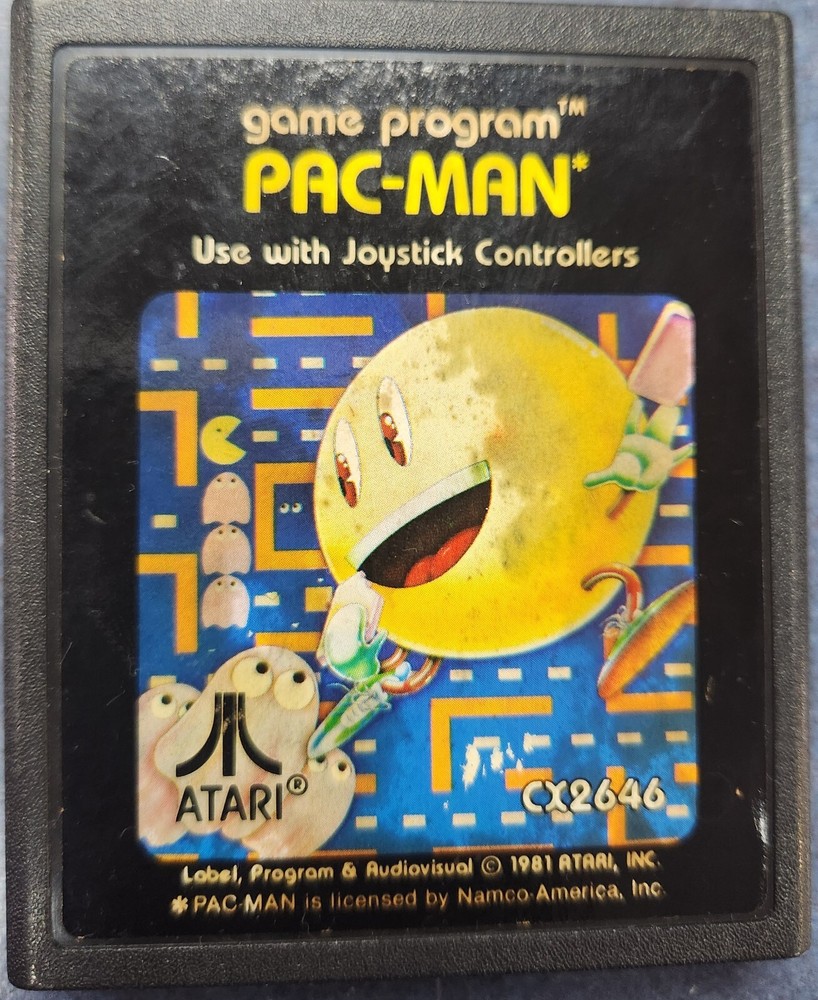 game program™
PAC-MAN*
Use with Joystick Controllers
ATARI®
CX2646
Label, Program & Audiovisual © 1981 ATARI, INC.
*PAC-MAN is licensed by Namco-America, Inc.